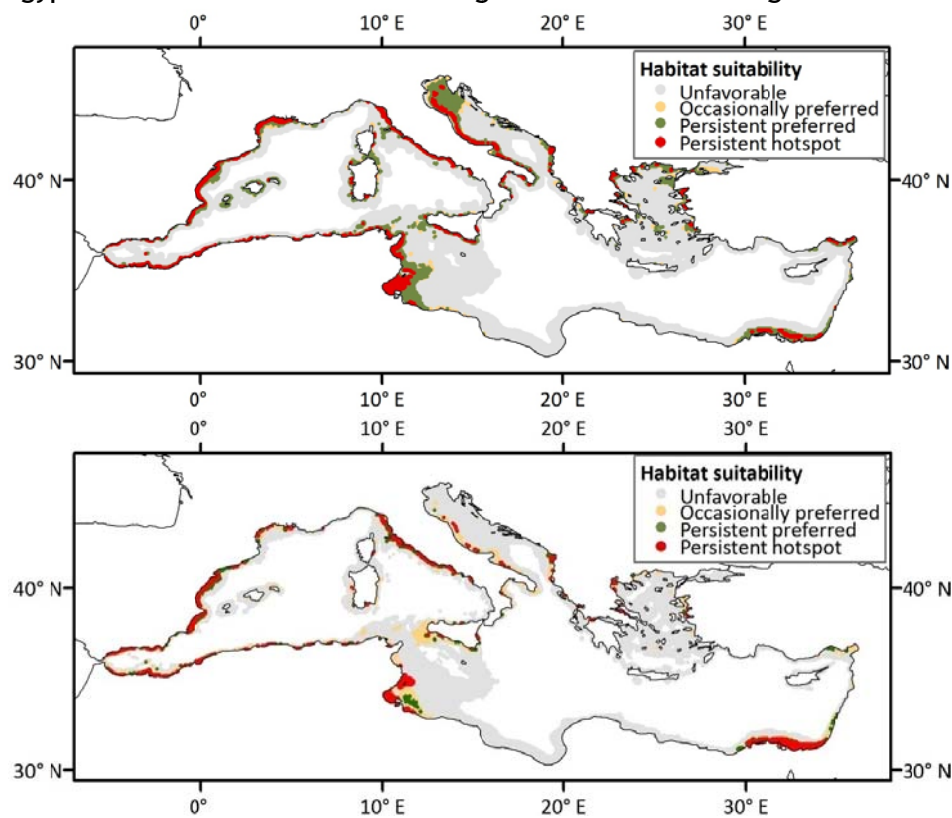 0° 10° E 20° E 30° E
Habitat suitability
Unfavorable
Occasionally preferred
Persistent preferred
Persistent hotspot
40° N 40° N
30° N 30° N
0° 10° E 20° E 30° E
0° 10° E 20° E 30° E
Habitat suitability
Unfavorable
Occasionally preferred
Persistent preferred
Persistent hotspot
40° N 40° N
30° N 30° N
0° 10° E 20° E 30° E